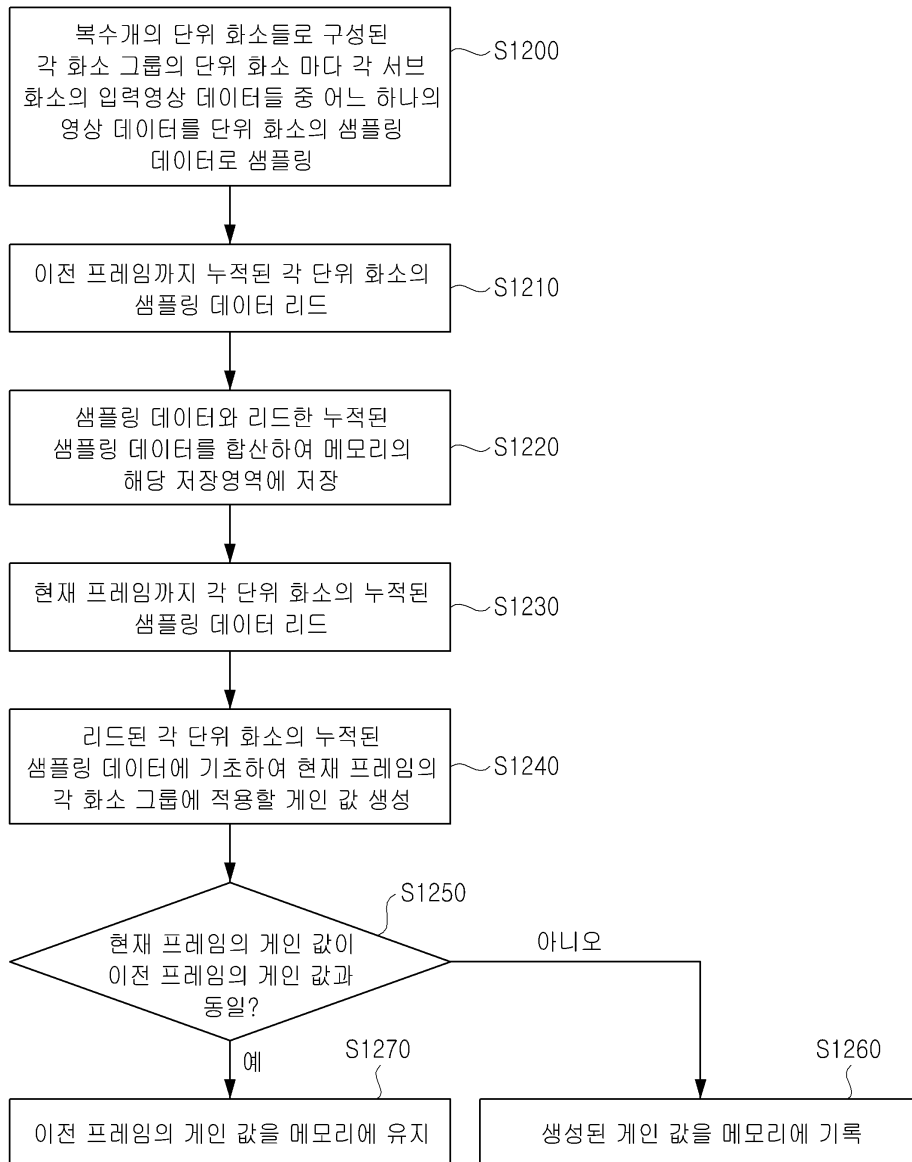 복수개의 단위 화소들로 구성된
각 화소 그룹의 단위 화소 마다 각 서브
화소의 입력영상 데이터들 중 어느 하나의
영상 데이터를 단위 화소의 샘플링
데이터로 샘플링
S1200
이전 프레임까지 누적된 각 단위 화소의
샘플링 데이터 리드
S1210
샘플링 데이터와 리드한 누적된
샘플링 데이터를 합산하여 메모리의
해당 저장영역에 저장
S1220
현재 프레임까지 각 단위 화소의 누적된
샘플링 데이터 리드
S1230
리드된 각 단위 화소의 누적된
샘플링 데이터에 기초하여 현재 프레임의
각 화소 그룹에 적용할 게인 값 생성
S1240
S1250
현재 프레임의 게인 값이
이전 프레임의 게인 값과
동일?
아니오
예
S1270
이전 프레임의 게인 값을 메모리에 유지
S1260
생성된 게인 값을 메모리에 기록